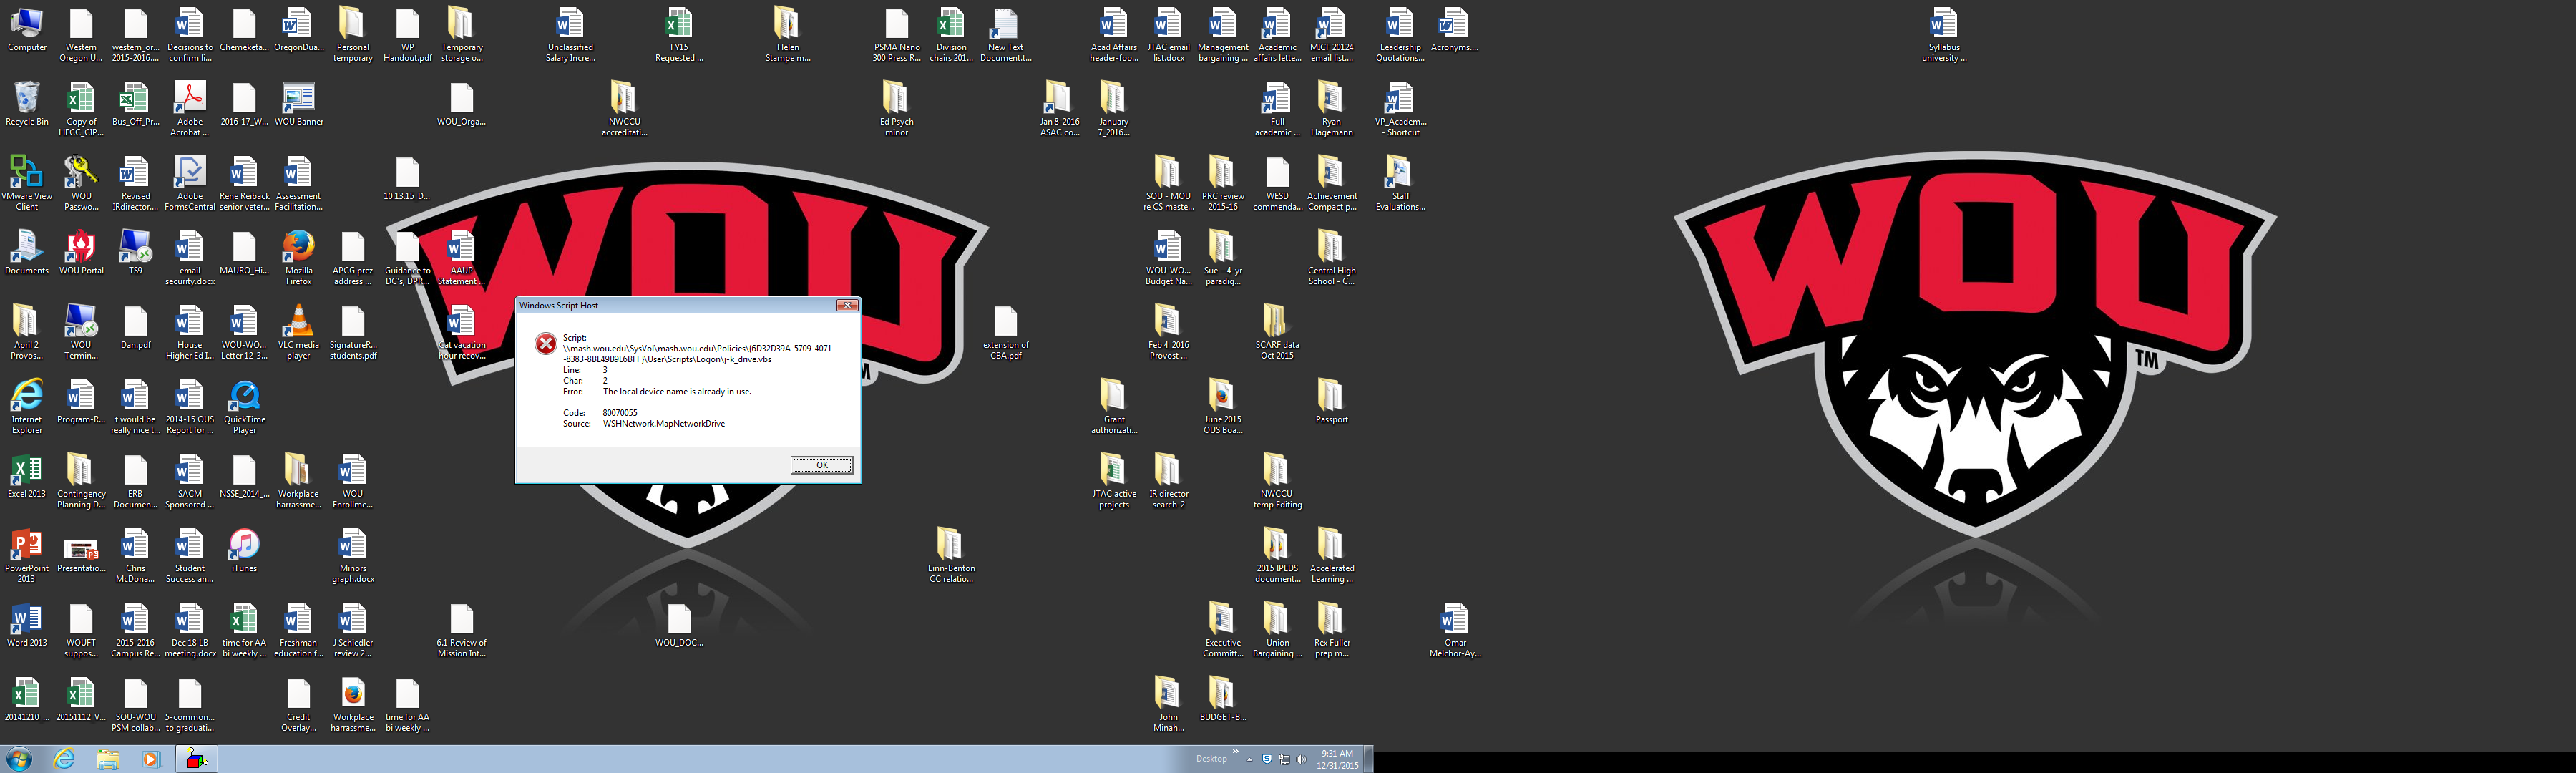 Computer
Western
Oregon U...
western_or...
2015-2016....
Decisions to
confirm li...
Chemeketa...
OregonDua...
Personal
temporary
WP
Handout.pdf
Temporary
storage o...
Unclassified
Salary Incre...
FY15
Requested ...
Helen
Stampe m...
PSMA Nano
300 Press R...
Division
chairs 201...
New Text
Document.t...
Acad Affairs
header-foo...
JTAC email
list.docx
Management
bargaining ...
Academic
affairs lette...
MICF 20124
email list....
Leadership
Quotations...
Acronyms....
Syllabus
university ...
Recycle Bin
Copy of
HECC_CIP...
Bus_Off_Pr...
Adobe
Acrobat ...
2016-17_W...
WOU Banner
WOU_Orga...
NWCCU
accreditati...
Ed Psych
minor
Jan 8-2016
ASAC co...
January
7_2016...
Full
academic ...
Ryan
Hagemann
VP_Academ...
- Shortcut
VMware View
Client
WOU
Passwo...
Revised
IRdirector....
Adobe
FormsCentral
Rene Reiback
senior veter...
Assessment
Facilitation...
10.13.15_D...
SOU - MOU
re CS maste...
PRC review
2015-16
WESD
commenda...
Achievement
Compact p...
Staff
Evaluations...
WOU
WOU
Documents
WOU Portal
TS9
email
security.docx
MAURO_Hi...
Mozilla
Firefox
APCG prez
address ...
Guidance to
DC's, DPR...
AAUP
Statement ...
WOU-WO...
Budget Na...
Sue --4-yr
paradig...
Central High
School - C...
April 2
Provos...
WOU
Termin...
Dan.pdf
House
Higher Ed I...
WOU-WO...
Letter 12-3...
VLC media
player
SignatureR...
students.pdf
Cat vacation
hour recov...
extension of
CBA.pdf
Feb 4_2016
Provost ...
SCARF data
Oct 2015
TM
Windows Script Host
Script:
\\mash.wou.edu\SysVol\mash.wou.edu\Policies\{6D32D39A-5709-4071
-8383-8BE49B9E6BFF}\User\Scripts\Logon\j-k_drive.vbs
Line: 3
Char: 2
Error: The local device name is already in use.
Code: 80070055
Source: WSHNetwork.MapNetworkDrive
OK
Internet
Explorer
Program-R...
t would be
really nice t...
2014-15 OUS
Report for ...
QuickTime
Player
Grant
authorizati...
June 2015
OUS Boa...
Passport
Excel 2013
Contingency
Planning D...
ERB
Documen...
SACM
Sponsored ...
NSSE_2014_...
Workplace
harrassme...
WOU
Enrollme...
JTAC active
projects
IR director
search-2
NWCCU
temp Editing
PowerPoint
2013
Presentatio...
Chris
McDona...
Student
Success an...
iTunes
Minors
graph.docx
Linn-Benton
CC relatio...
2015 IPEDS
document...
Accelerated
Learning ...
Word 2013
WOUFT
suppos...
2015-2016
Campus Re...
Dec 18 LB
meeting.docx
time for AA
bi weekly ...
Freshman
education f...
J Schiedler
review 2...
6.1 Review of
Mission Int...
WOU_DOC...
Executive
Committ...
Union
Bargaining ...
Rex Fuller
prep m...
Omar
Melchor-Ay...
20141210_...
20151112_V...
SOU-WOU
PSM collab...
5-common...
to graduati...
Credit
Overlay...
Workplace
harrassme...
time for AA
bi weekly ...
John
Minah...
BUDGET-B...
Desktop
9:31 AM
12/31/2015